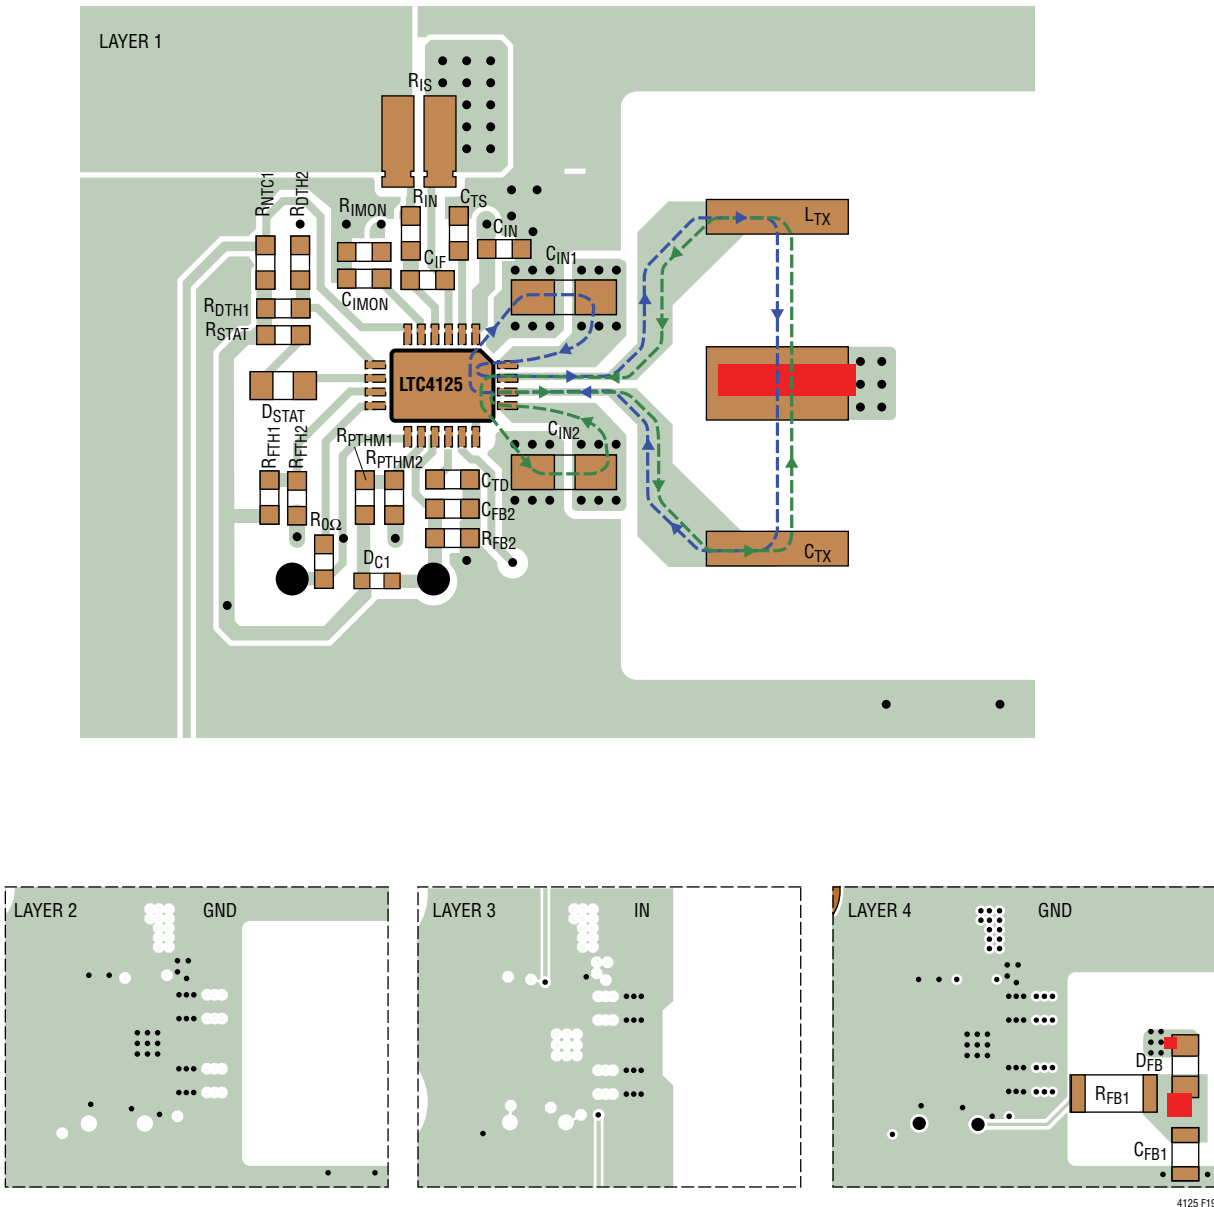 LAYER 1
RIS
RNTC1
RDTH2
RIMON
RIN
CTS
CIN
LTX
CIF
CIN1
CIMON
RDTH1
RSTAT
LTC4125
DSTAT
RFTH1
RFTH2
RPTHM1
RPTHM2
CIN2
CTD
CFB2
R0Ω
RFB2
DC1
CTX
LAYER 2 GND
LAYER 3 IN
LAYER 4 GND
DFB
RFB1
CFB1
4125 F19